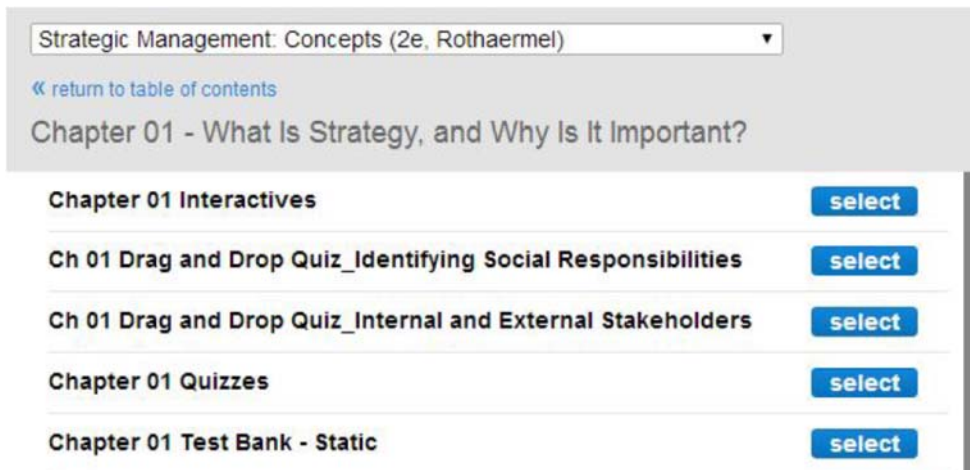 Strategic Management: Concepts (2e, Rothaermel)
« return to table of contents
Chapter 01 - What Is Strategy, and Why Is It Important?
Chapter 01 Interactives select
Ch 01 Drag and Drop Quiz_Identifying Social Responsibilities select
Ch 01 Drag and Drop Quiz_Internal and External Stakeholders select
Chapter 01 Quizzes select
Chapter 01 Test Bank - Static select